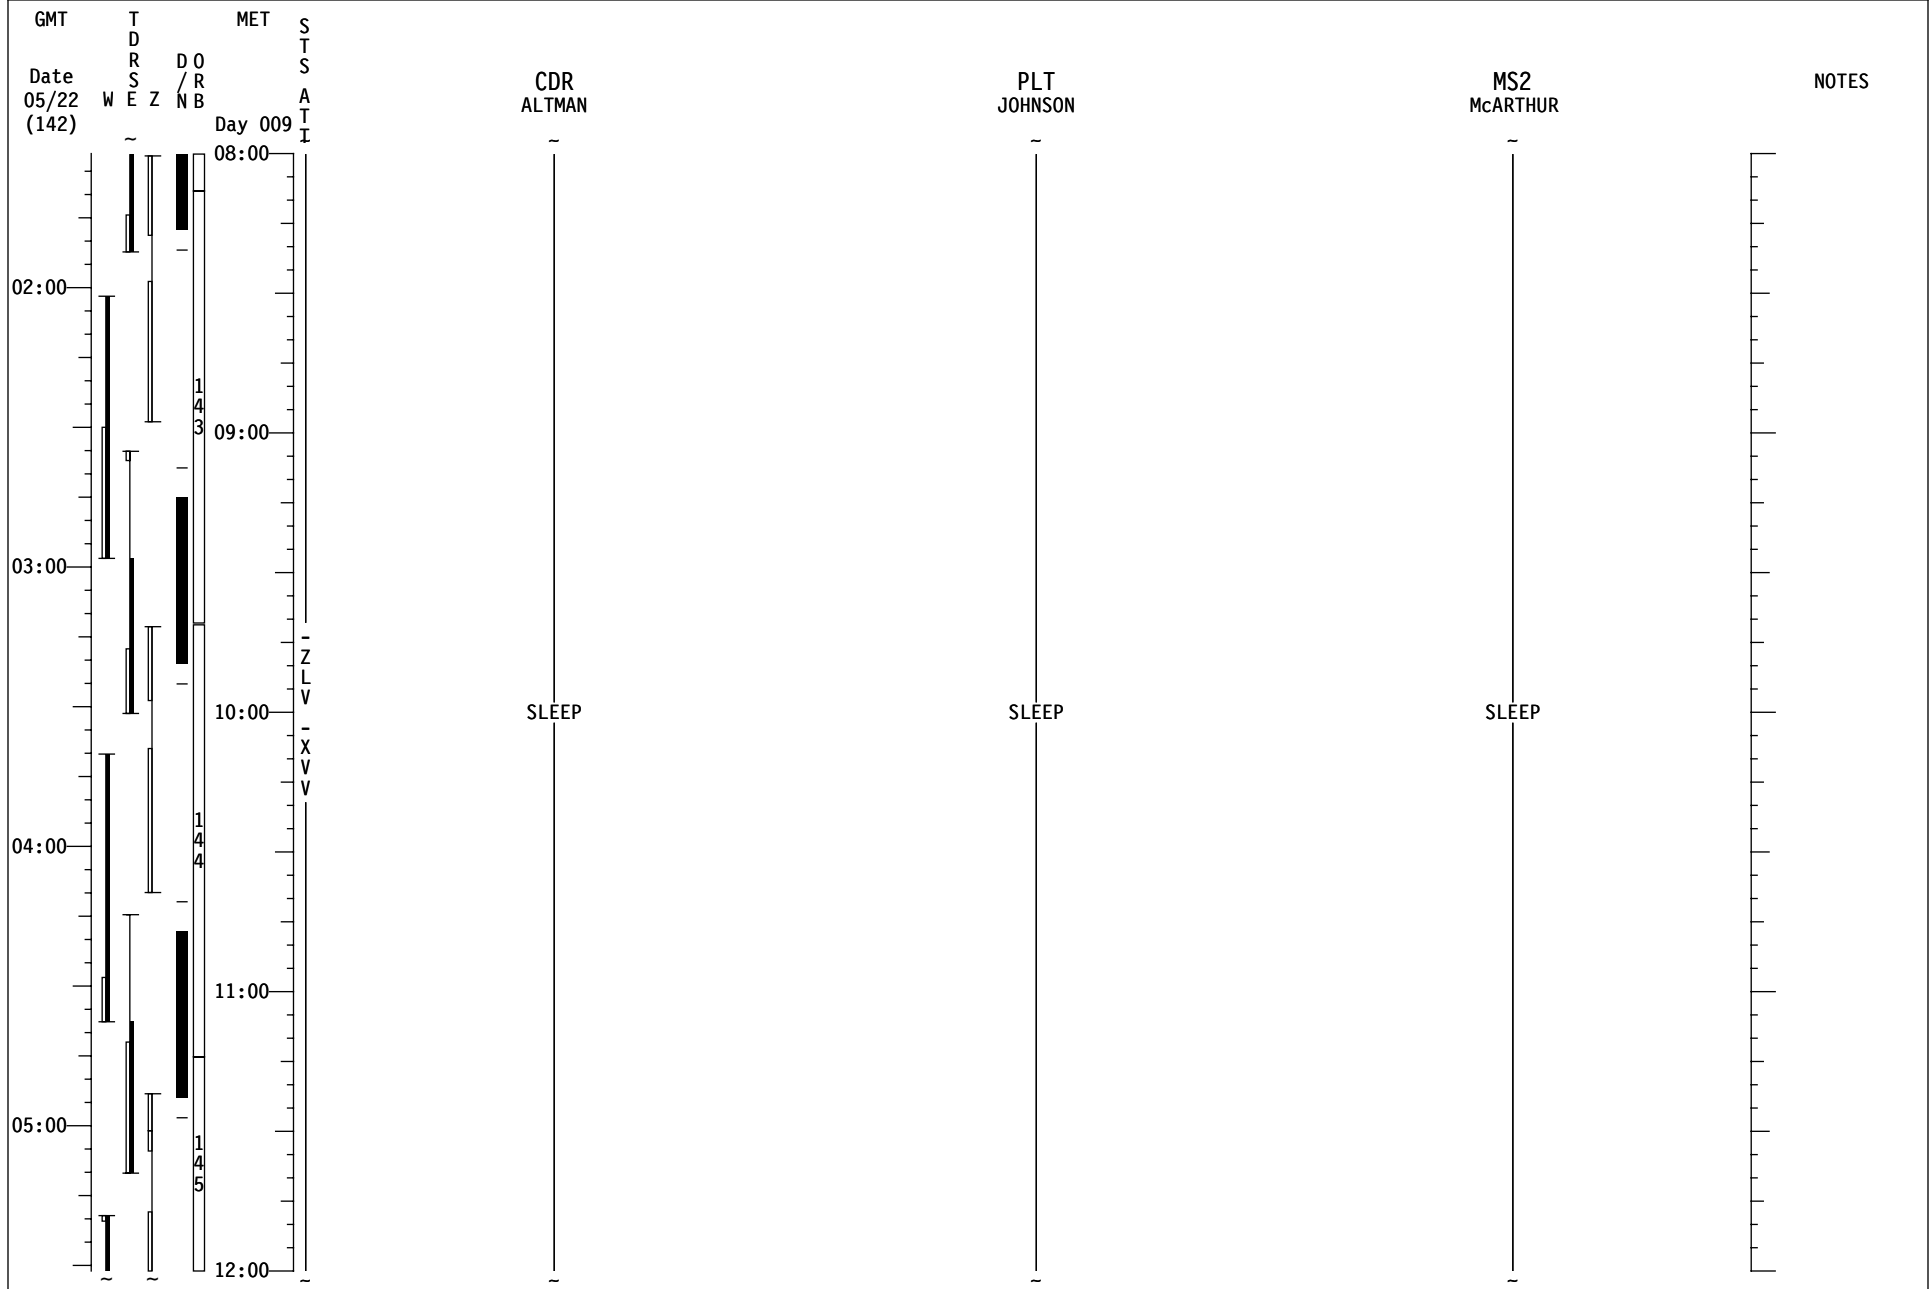 GMT
TDRS
MET
STS ATT
Date
05/22
(142)
W E Z
D/N
ORB
Day 009
CDR
ALTMAN
PLT
JOHNSON
MS2
McARTHUR
NOTES
~
~
~
~
08:00
02:00
143
09:00
03:00
-ZLV
10:00
SLEEP
SLEEP
SLEEP
-XVV
144
04:00
11:00
05:00
145
12:00
~
~
~
~
~
~